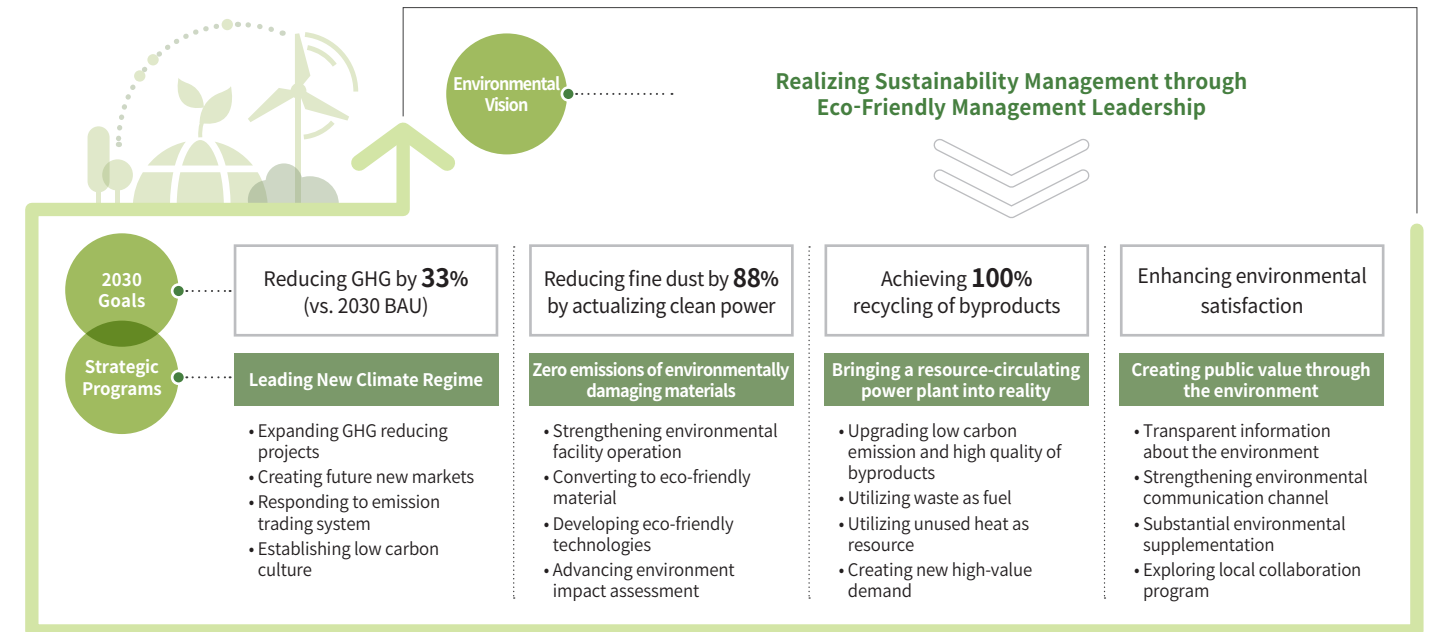 Environmental
Vision
Realizing Sustainability Management through
Eco-Friendly Management Leadership
2030
Goals
Reducing GHG by 33%
(vs. 2030 BAU)
Reducing fine dust by 88%
by actualizing clean power
Achieving 100%
recycling of byproducts
Enhancing environmental
satisfaction
Strategic
Programs
Leading New Climate Regime
• Expanding GHG reducing
projects
• Creating future new markets
• Responding to emission
trading system
• Establishing low carbon
culture
Zero emissions of environmentally
damaging materials
• Strengthening environmental
facility operation
• Converting to eco-friendly
material
• Developing eco-friendly
technologies
• Advancing environment
impact assessment
Bringing a resource-circulating
power plant into reality
• Upgrading low carbon
emission and high quality of
byproducts
• Utilizing waste as fuel
• Utilizing unused heat as
resource
• Creating new high-value
demand
Creating public value through
the environment
• Transparent information
about the environment
• Strengthening environmental
communication channel
• Substantial environmental
supplementation
• Exploring local collaboration
program